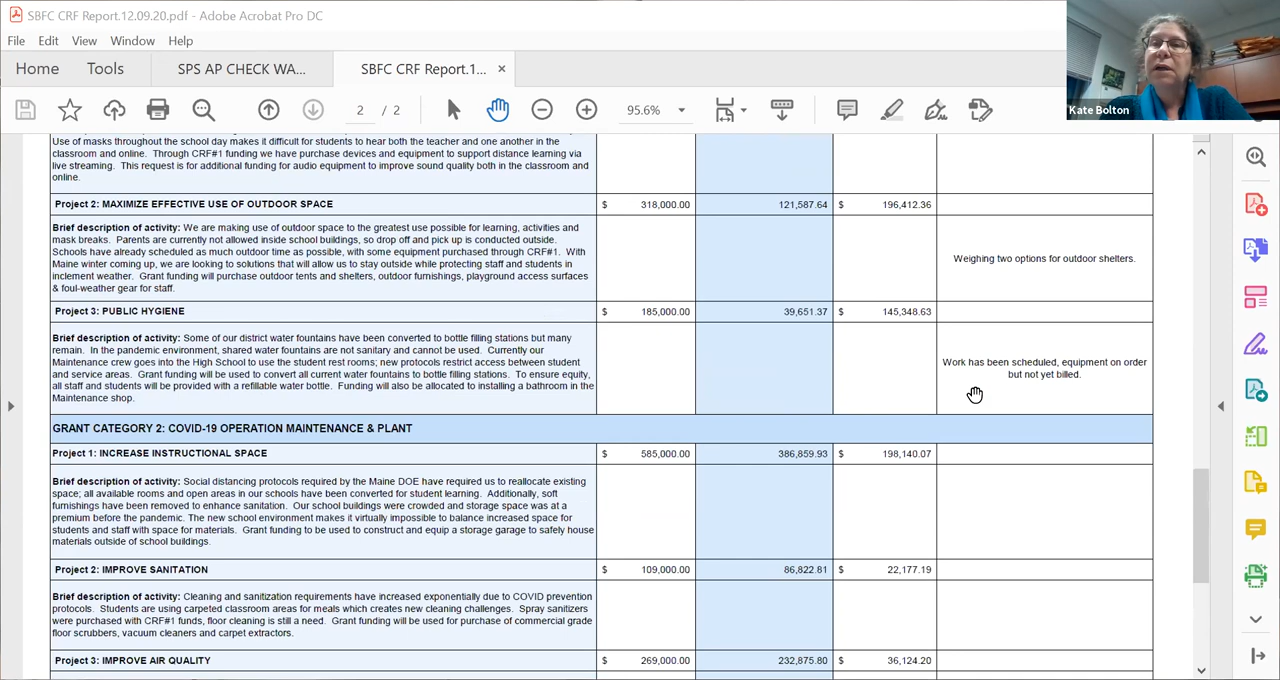 SBFC CRF Report.12.09.20.pdf - Adobe Acrobat Pro DC
File Edit View Window Help
Home Tools SPS AP CHECK WA... SBFC CRF Report.1... ×
2 / 2 95.6%
Kate Bolton
Use of masks throughout the school day makes it difficult for students to hear both the teacher and one another in the
classroom and online. Through CRF#1 funding we have purchase devices and equipment to support distance learning via
live streaming. This request is for additional funding for audio equipment to improve sound quality both in the classroom and
online.
Project 2: MAXIMIZE EFFECTIVE USE OF OUTDOOR SPACE $ 318,000.00 121,587.64 $ 196,412.36
Brief description of activity: We are making use of outdoor space to the greatest use possible for learning, activities and
mask breaks. Parents are currently not allowed inside school buildings, so drop off and pick up is conducted outside.
Schools have already scheduled as much outdoor time as possible, with some equipment purchased through CRF#1. With
Maine winter coming up, we are looking to solutions that will allow us to stay outside while protecting staff and students in
inclement weather. Grant funding will purchase outdoor tents and shelters, outdoor furnishings, playground access surfaces
& foul-weather gear for staff.
Weighing two options for outdoor shelters.
Project 3: PUBLIC HYGIENE $ 185,000.00 39,651.37 $ 145,348.63
Brief description of activity: Some of our district water fountains have been converted to bottle filling stations but many
remain. In the pandemic environment, shared water fountains are not sanitary and cannot be used. Currently our
Maintenance crew goes into the High School to use the student rest rooms; new protocols restrict access between student
and service areas. Grant funding will be used to convert all current water fountains to bottle filling stations. To ensure equity,
all staff and students will be provided with a refillable water bottle. Funding will also be allocated to installing a bathroom in the
Maintenance shop.
Work has been scheduled, equipment on order
but not yet billed.
GRANT CATEGORY 2: COVID-19 OPERATION MAINTENANCE & PLANT
Project 1: INCREASE INSTRUCTIONAL SPACE $ 585,000.00 386,859.93 $ 198,140.07
Brief description of activity: Social distancing protocols required by the Maine DOE have required us to reallocate existing
space; all available rooms and open areas in our schools have been converted for student learning. Additionally, soft
furnishings have been removed to enhance sanitation. Our school buildings were crowded and storage space was at a
premium before the pandemic. The new school environment makes it virtually impossible to balance increased space for
students and staff with space for materials. Grant funding to be used to construct and equip a storage garage to safely house
materials outside of school buildings.
Project 2: IMPROVE SANITATION $ 109,000.00 86,822.81 $ 22,177.19
Brief description of activity: Cleaning and sanitization requirements have increased exponentially due to COVID prevention
protocols. Students are using carpeted classroom areas for meals which creates new cleaning challenges. Spray sanitizers
were purchased with CRF#1 funds, floor cleaning is still a need. Grant funding will be used for purchase of commercial grade
floor scrubbers, vacuum cleaners and carpet extractors.
Project 3: IMPROVE AIR QUALITY $ 269,000.00 232,875.80 $ 36,124.20